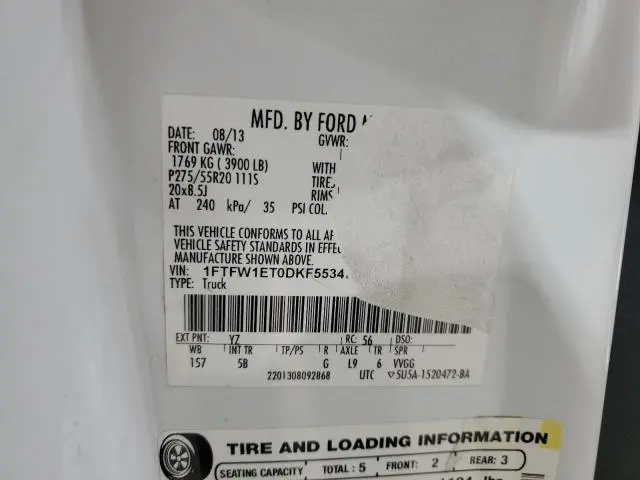 MFD. BY FORD
DATE: 08/13 GVWR:
FRONT GAWR:
1769 KG ( 3900 LB) WITH
P275/55R20 111S TIRE
20x8.5J RIMS
AT 240 kPa/ 35 PSI COL
THIS VEHICLE CONFORMS TO ALL
VEHICLE SAFETY STANDARDS IN
MANUFACTURE SHOWN ABOVE.
VIN: 1FTFW1ET0DKF5534
TYPE: Truck
EXT PNT: YZ RC: 56 DSO:
WB INT TR TP/PS R AXLE TR SPR
157 5B G L9 6 VVGG
2201308092868 UTC ▽5U5A-1520472-BA
TIRE AND LOADING INFORMATION
SEATING CAPACITY TOTAL : 5 FRONT: 2 REAR: 3